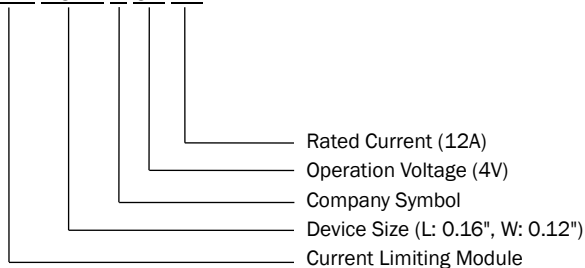 Rated Current (12A)
Operation Voltage (4V)
Company Symbol
Device Size (L: 0.16", W: 0.12")
Current Limiting Module